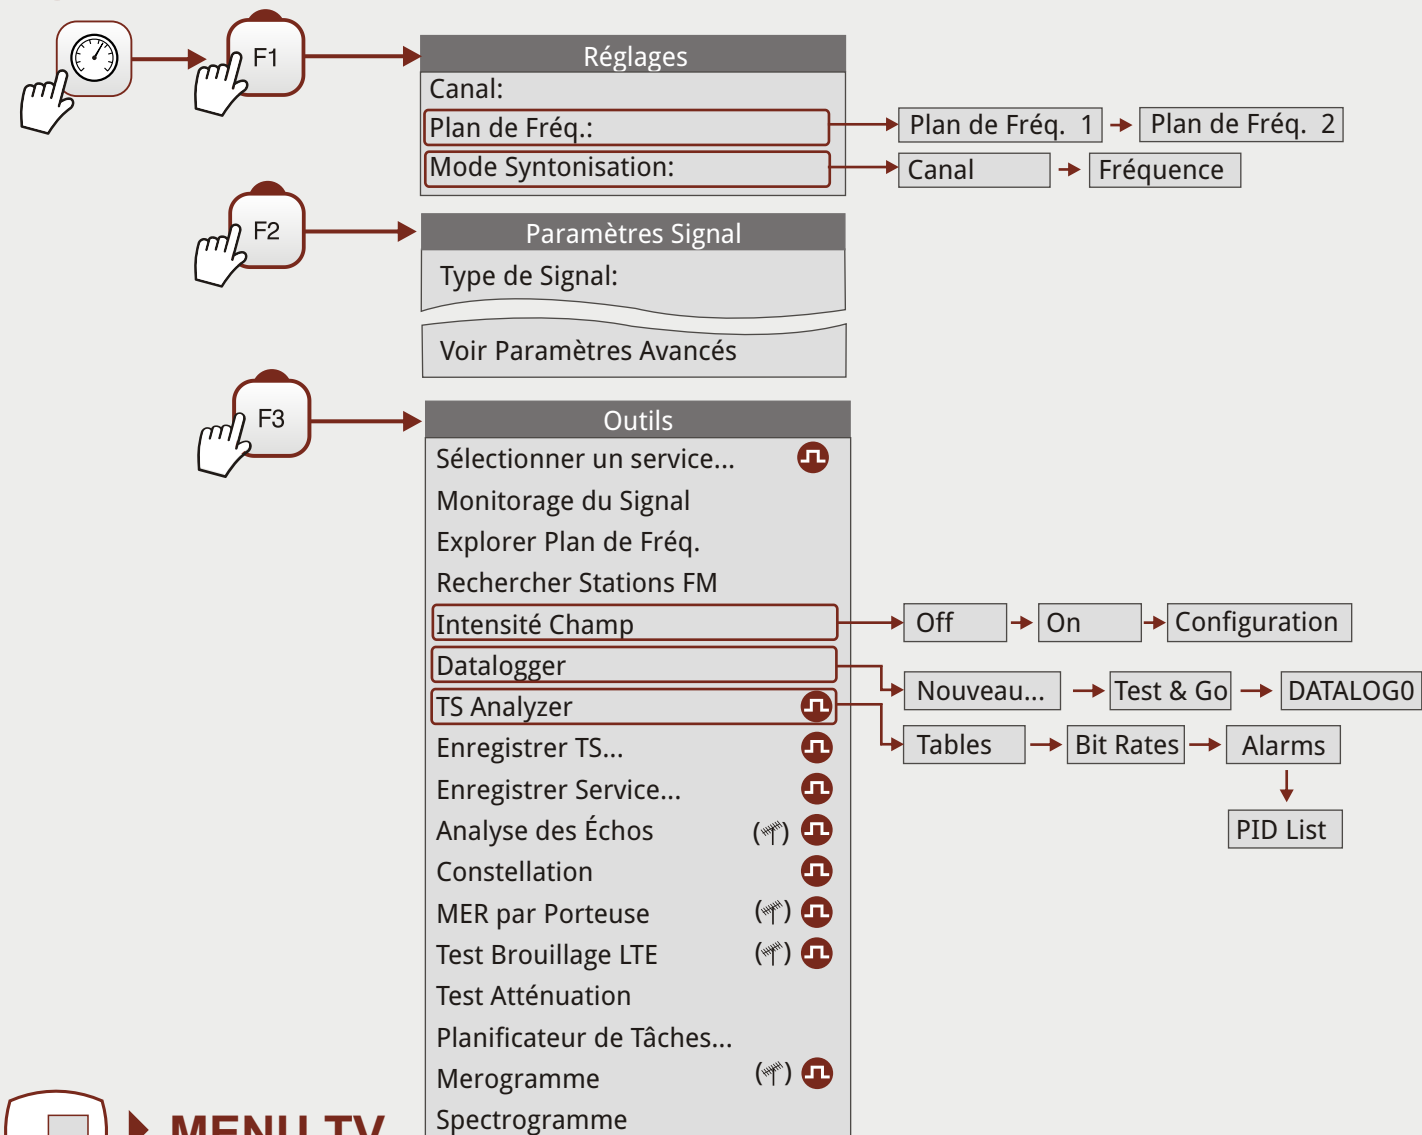 F1
Réglages
Canal:
Plan de Fréq.:
Plan de Fréq. 1
Plan de Fréq. 2
Mode Syntonisation:
Canal
Fréquence
F2
Paramètres Signal
Type de Signal:
Voir Paramètres Avancés
F3
Outils
Sélectionner un service...
Monitorage du Signal
Explorer Plan de Fréq.
Rechercher Stations FM
Intensité Champ
Off
On
Configuration
Datalogger
Nouveau...
Test & Go
DATALOG0
TS Analyzer
Tables
Bit Rates
Alarms
PID List
Enregistrer TS...
Enregistrer Service...
Analyse des Échos
Constellation
MER par Porteuse
Test Brouillage LTE
Test Atténuation
Planificateur de Tâches...
Merogramme
Spectrogramme
MENU TV